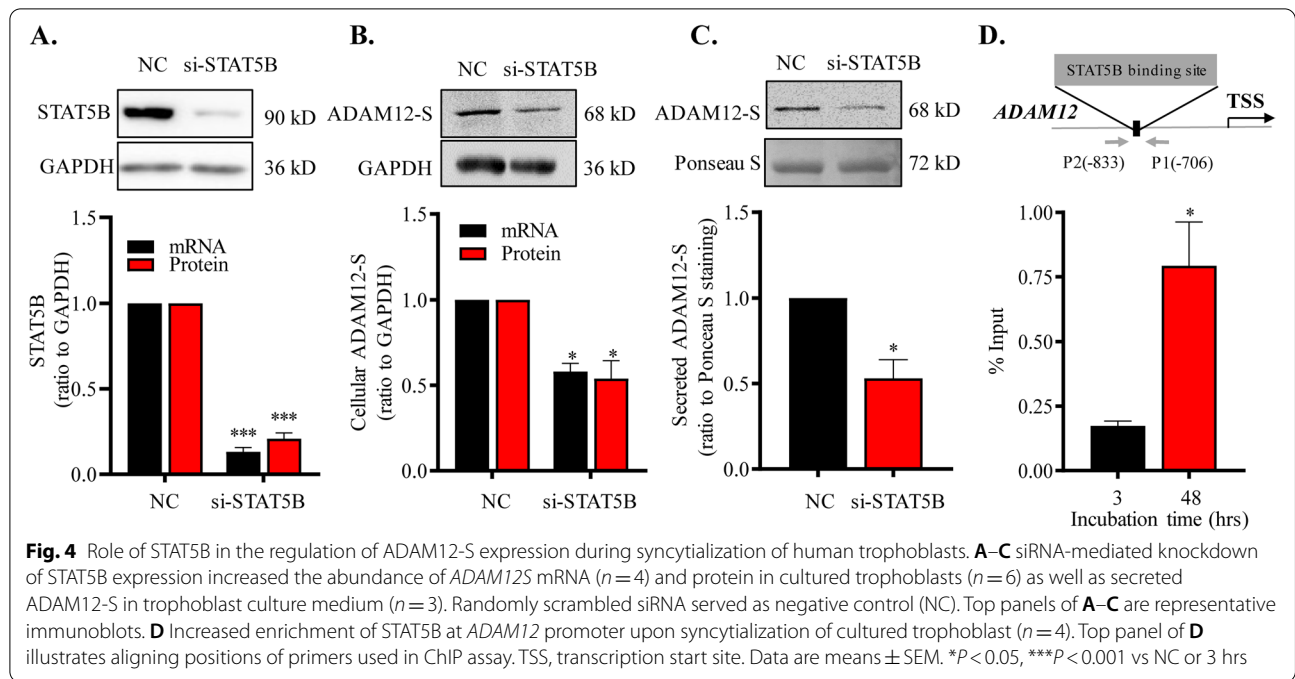 A.
NC si-STAT5B
STAT5B
90 kD
GAPDH
36 kD
1.5
1.0
0.5
0.0
STAT5B
(ratio to GAPDH)
mRNA
Protein
***
***
NC si-STAT5B
B.
NC si-STAT5B
ADAM12-S
68 kD
GAPDH
36 kD
1.5
1.0
0.5
0.0
Cellular ADAM12-S
(ratio to GAPDH)
mRNA
Protein
*
*
NC si-STAT5B
C.
NC si-STAT5B
ADAM12-S
68 kD
Ponseau S
72 kD
1.5
1.0
0.5
0.0
Secreted ADAM12-S
(ratio to Ponceau S staining)
*
NC si-STAT5B
D.
STAT5B binding site
ADAM12
TSS
P2(-833) P1(-706)
1.00
0.75
0.50
0.25
0.00
% Input
*
3 48
Incubation time (hrs)
Fig. 4 Role of STAT5B in the regulation of ADAM12-S expression during syncytialization of human trophoblasts. A–C siRNA-mediated knockdown
of STAT5B expression increased the abundance of ADAM12S mRNA (n = 4) and protein in cultured trophoblasts (n = 6) as well as secreted
ADAM12-S in trophoblast culture medium (n = 3). Randomly scrambled siRNA served as negative control (NC). Top panels of A–C are representative
immunoblots. D Increased enrichment of STAT5B at ADAM12 promoter upon syncytialization of cultured trophoblast (n = 4). Top panel of D
illustrates aligning positions of primers used in ChIP assay. TSS, transcription start site. Data are means ± SEM. *P < 0.05, ***P < 0.001 vs NC or 3 hrs